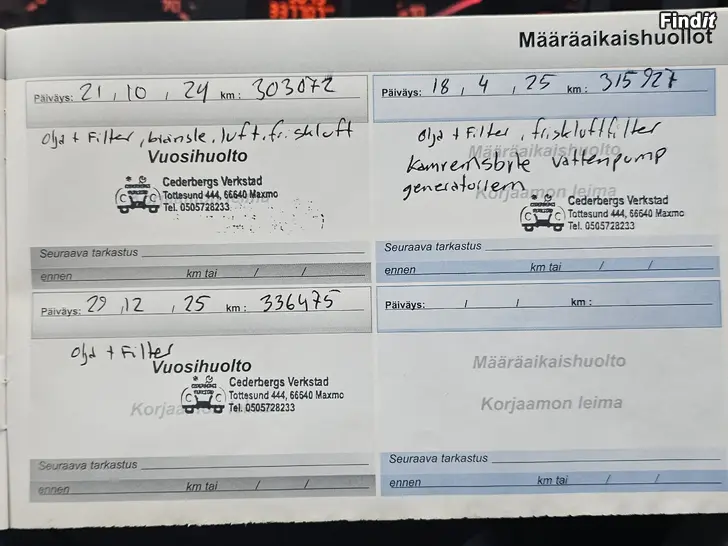 Findit
Määräaikaishuollot
Päiväys: 21, 10, 24 km: 303072
Olja + Filter, bränsle, luft, friskluft
Vuosihuolto
Cederbergs Verkstad
Tottesund 444, 66640 Maxmo
Tel. 0505728233
Seuraava tarkastus
ennen km tai / /
Päiväys: 18, 4, 25 km: 315927
Olja + Filter, friskluftfilter
Määräaikaishuolto
Kamremsbyte Vattenpump
generatorrem
Korjaamon leima
Cederbergs Verkstad
Tottesund 444, 66640 Maxmo
Tel. 0505728233
Seuraava tarkastus
ennen km tai / /
Päiväys: 29, 12, 25 km: 336475
Olja + Filter
Vuosihuolto
Cederbergs Verkstad
Tottesund 444, 66640 Maxmo
Korjaamon
Tel. 0505728233
Seuraava tarkastus
ennen km tai / /
Päiväys: / / km:
Määräaikaishuolto
Korjaamon leima
Seuraava tarkastus
ennen km tai / /